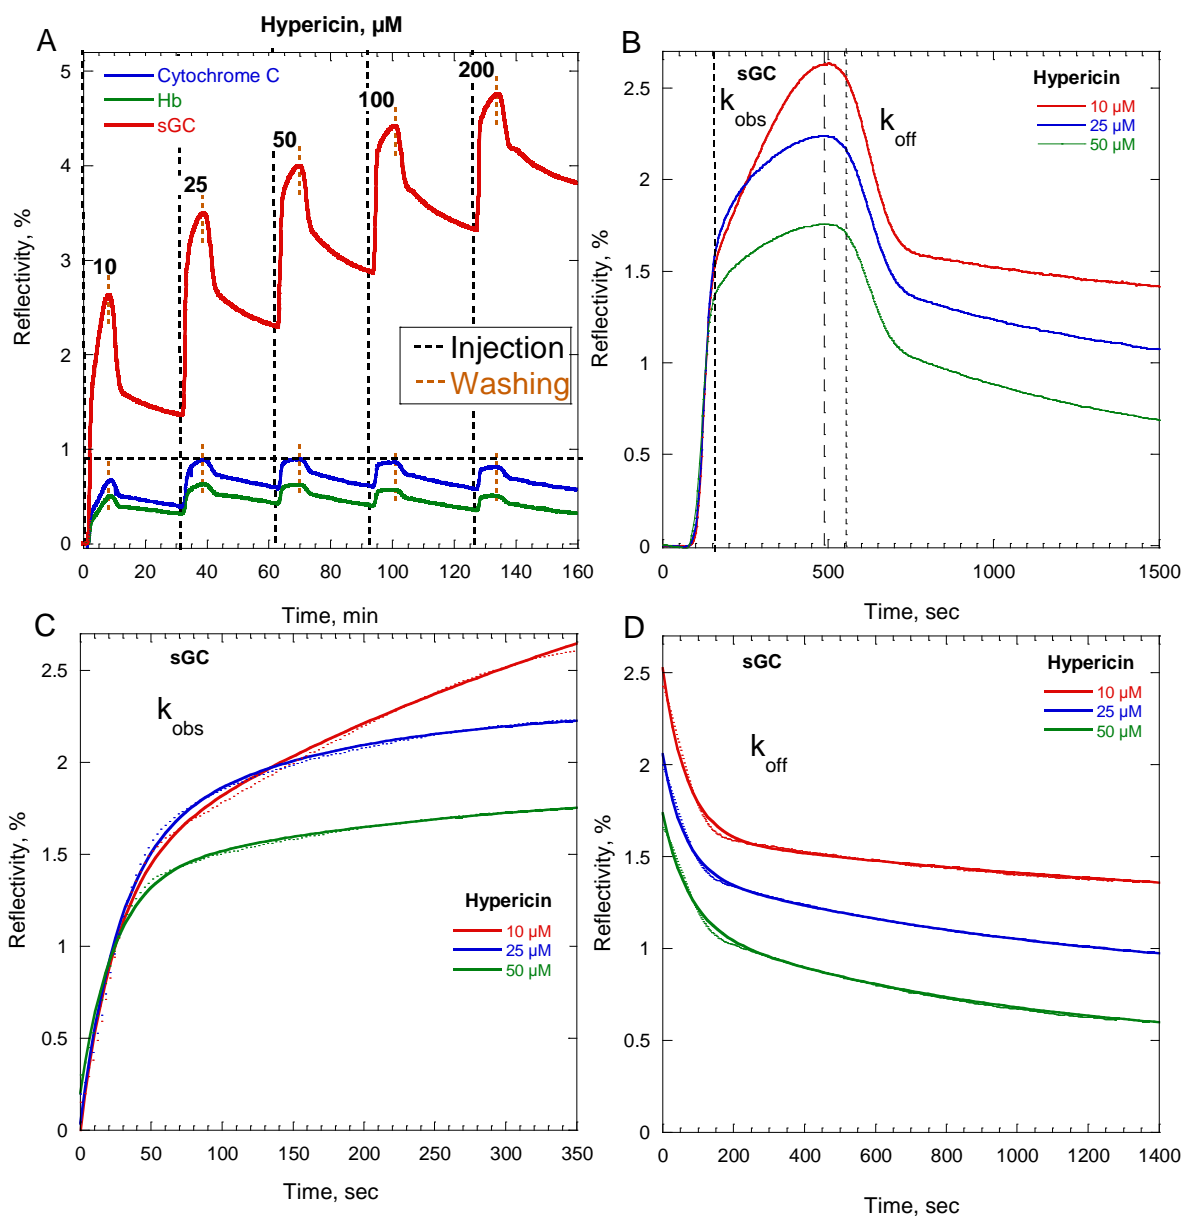 A
Hypericin, µM
Cytochrome C
Hb
sGC
10
25
50
100
200
Injection
Washing
Reflectivity, %
5
4
3
2
1
0
0 20 40 60 80 100 120 140 160
Time, min
B
sGC
Hypericin
10 µM
25 µM
50 µM
k
obs
k
off
Reflectivity, %
2.5
2
1.5
1
0.5
0
0 500 1000 1500
Time, sec
C
sGC
k
obs
Hypericin
10 µM
25 µM
50 µM
Reflectivity, %
2.5
2
1.5
1
0.5
0
0 50 100 150 200 250 300 350
Time, sec
D
sGC
Hypericin
10 µM
25 µM
50 µM
k
off
Reflectivity, %
2.5
2
1.5
1
0.5
0
0 200 400 600 800 1000 1200 1400
Time, sec